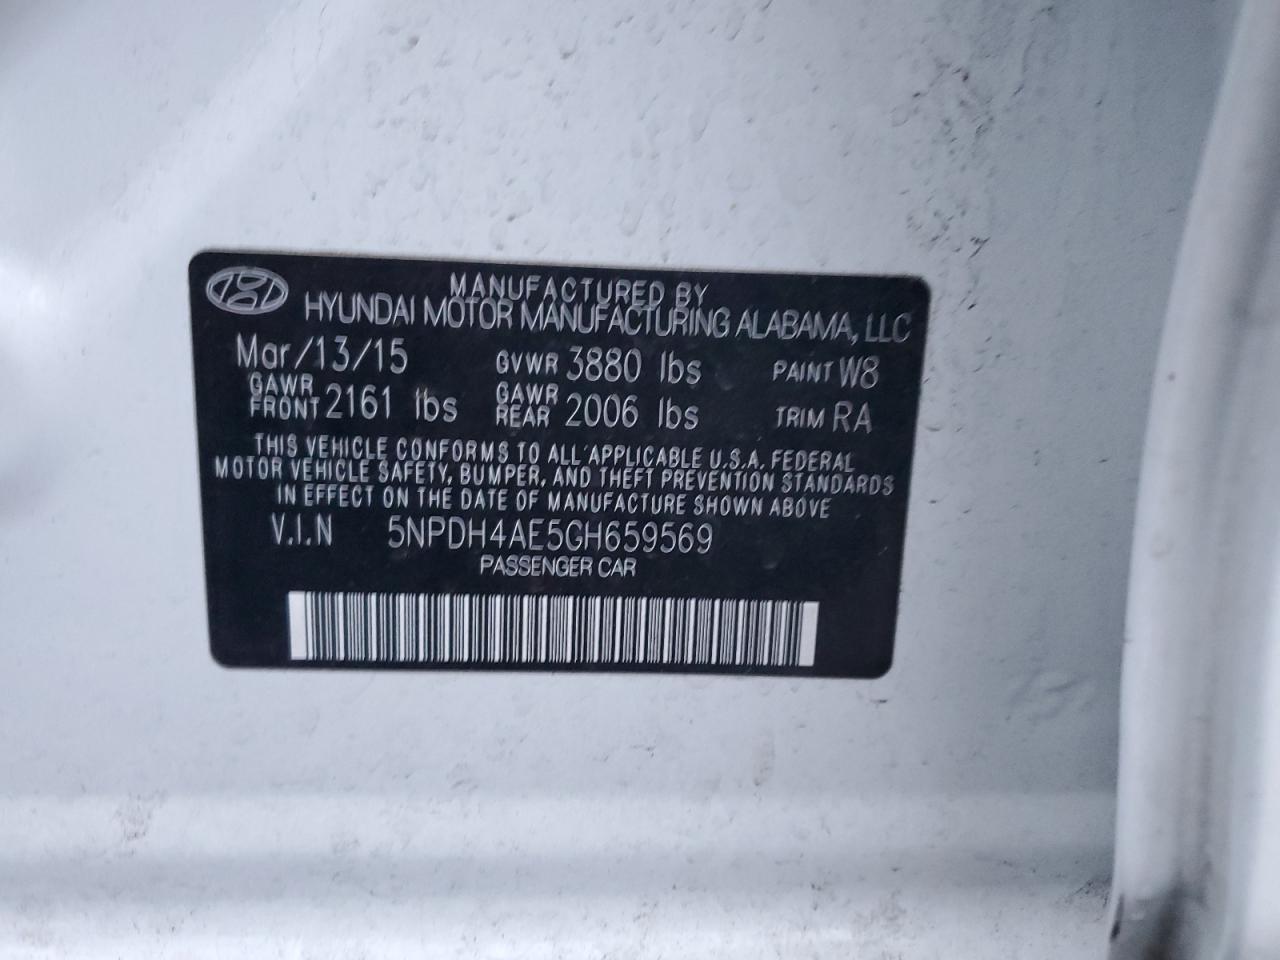 MANUFACTURED BY
HYUNDAI MOTOR MANUFACTURING ALABAMA, LLC
Mar/13/15 GVWR 3880 lbs PAINT W8
GAWR FRONT 2161 lbs GAWR REAR 2006 lbs TRIM RA
THIS VEHICLE CONFORMS TO ALL APPLICABLE U.S.A. FEDERAL
MOTOR VEHICLE SAFETY, BUMPER, AND THEFT PREVENTION STANDARDS
IN EFFECT ON THE DATE OF MANUFACTURE SHOWN ABOVE
V.I.N 5NPDH4AE5GH659569
PASSENGER CAR